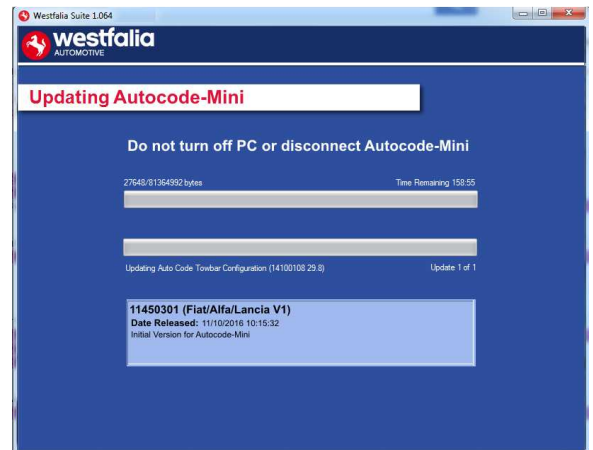 Westfalia Suite 1.064
westfalia
AUTOMOTIVE
Updating Autocode-Mini
Do not turn off PC or disconnect Autocode-Mini
27648/81364992 bytes Time Remaining 158:55
Updating Auto Code Towbar Configuration (14100108 29.8) Update 1 of 1
11450301 (Fiat/Alfa/Lancia V1)
Date Released: 11/10/2016 10:15:32
Initial Version for Autocode-Mini